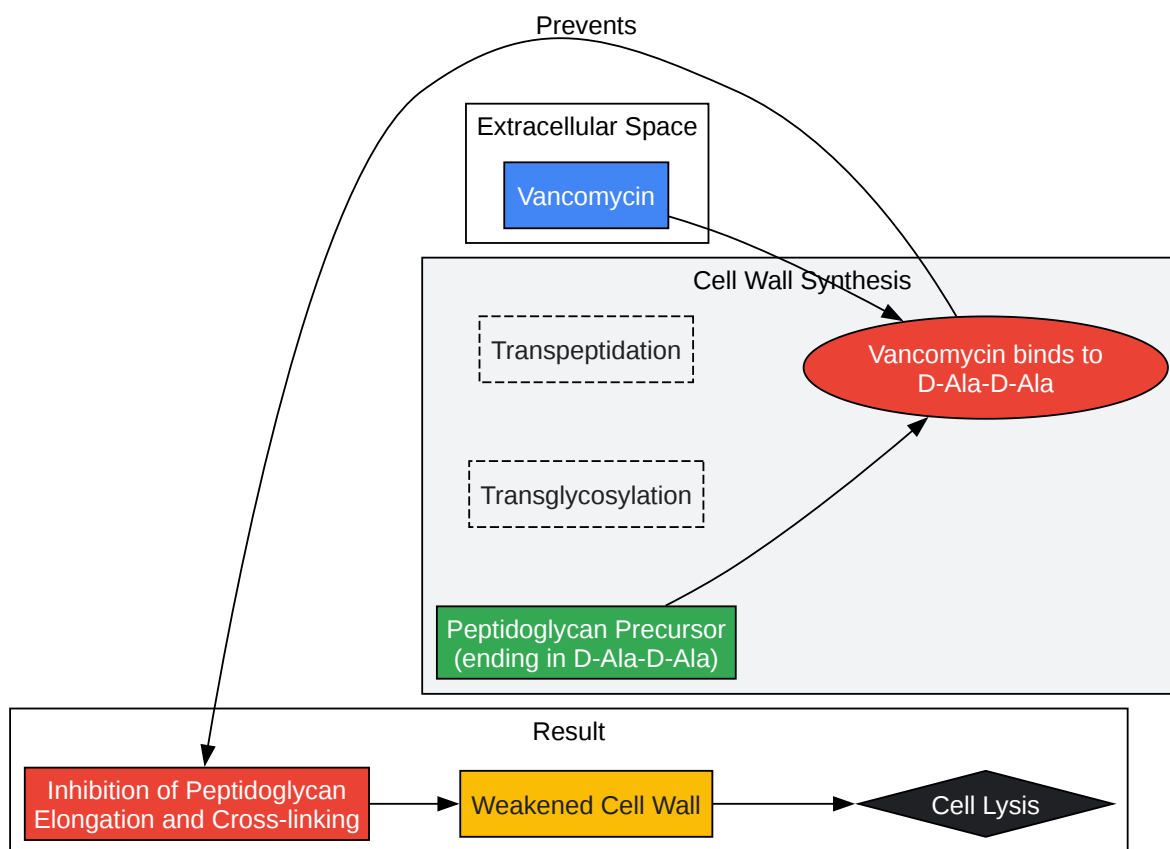 Prevents
Extracellular Space
Vancomycin
Cell Wall Synthesis
Transpeptidation
Vancomycin binds to
D-Ala-D-Ala
Transglycosylation
Peptidoglycan Precursor
(ending in D-Ala-D-Ala)
Result
Inhibition of Peptidoglycan
Elongation and Cross-linking
Weakened Cell Wall
Cell Lysis